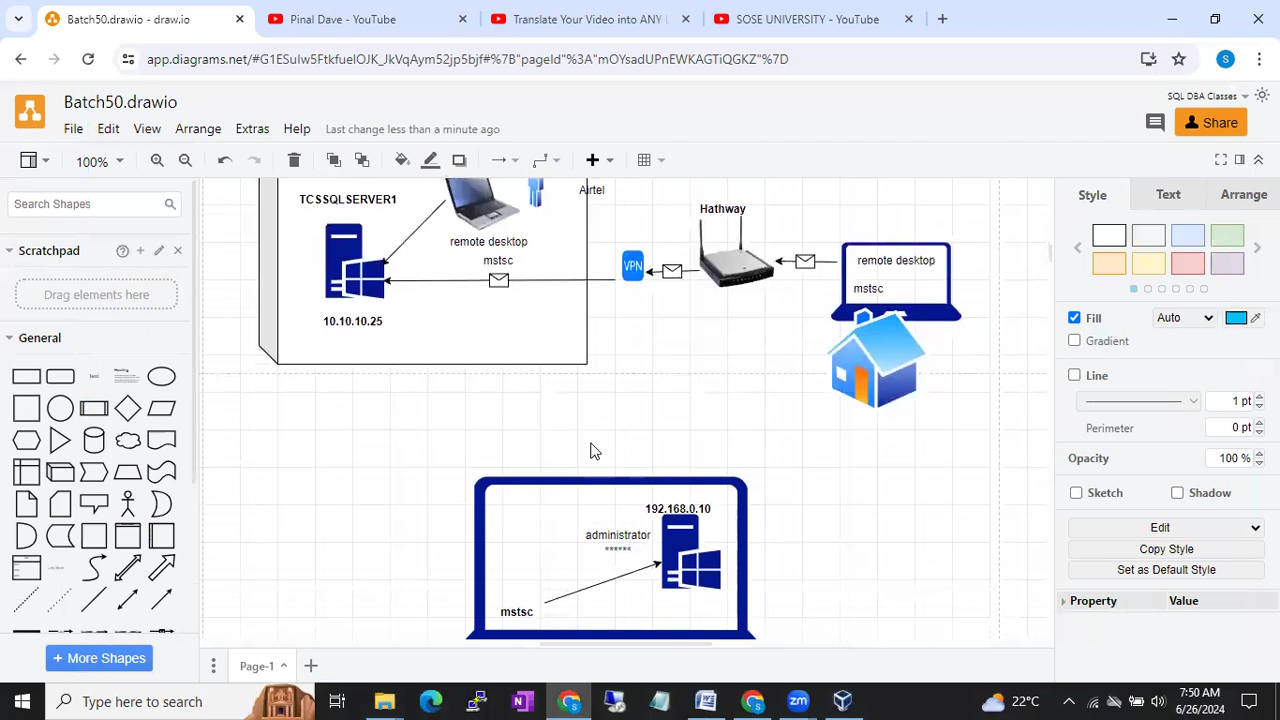 Batch50.drawio - draw.io
Pinal Dave - YouTube
Translate Your Video into ANY L
SOSE UNIVERSITY - YouTube
app.diagrams.net/#G1ESuIw5FtkfueIOJK_JkVqAym52jp5bjf#%7B"pageId"%3A"mOYsadUPnEWKAGTiQGKZ"%7D
S
Batch50.drawio
SQL DBA Classes
File Edit View Arrange Extras Help Last change less than a minute ago
Share
100%
Search Shapes
Scratchpad
Drag elements here
General
Text
Heading
+ More Shapes
TCSSQLSERVER1
remote desktop
mstsc
10.10.10.25
Airtel
VPN
Hathway
remote desktop
mstsc
192.168.0.10
administrator
******
mstsc
Page-1
Style Text Arrange
Fill Auto
Gradient
Line
1 pt
Perimeter 0 pt
Opacity 100 %
Sketch Shadow
Edit
Copy Style
Set as Default Style
Property Value
Type here to search
22°C
7:50 AM
6/26/2024